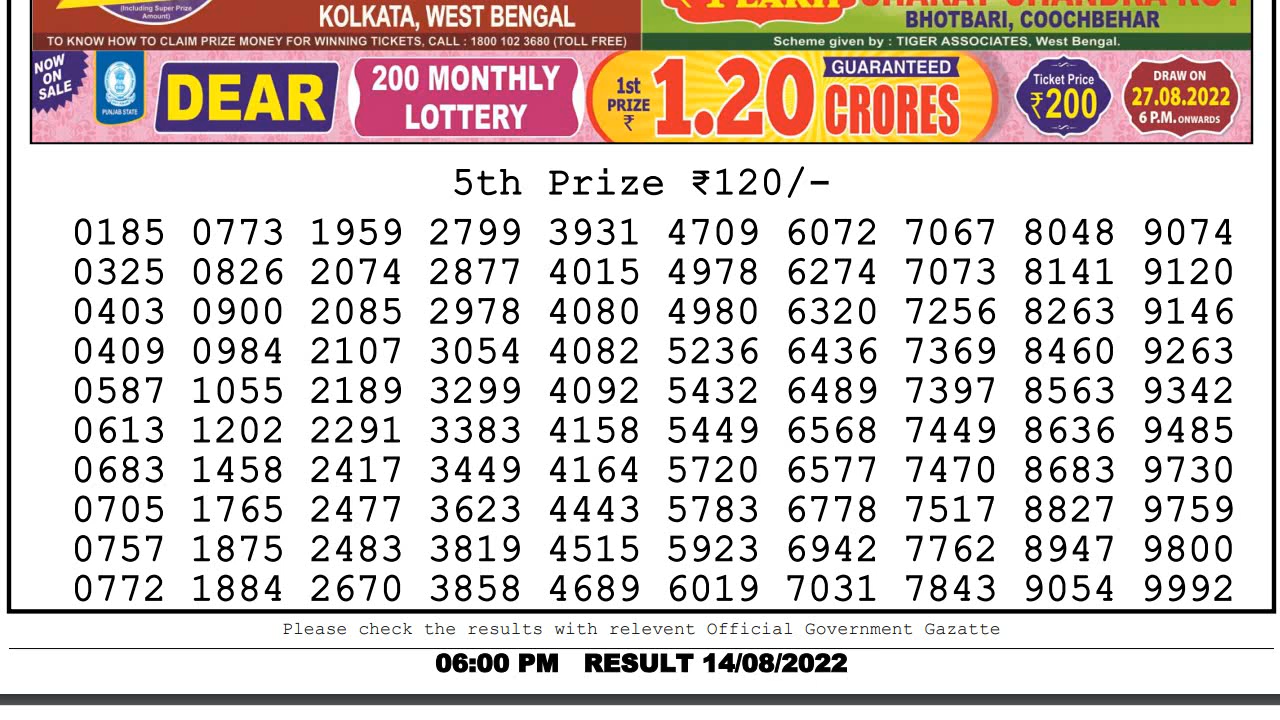 (Including Super Prize
Amount)
KOLKATA, WEST BENGAL
BHOTBARI, COOCHBEHAR
TO KNOW HOW TO CLAIM PRIZE MONEY FOR WINNING TICKETS, CALL : 1800 102 3680 (TOLL FREE)
Scheme given by : TIGER ASSOCIATES, West Bengal.
NOW
ON
SALE
PUNJAB STATE
DEAR
200 MONTHLY
LOTTERY
1st
PRIZE
₹
1.20
GUARANTEED
CRORES
Ticket Price
₹200
DRAW ON
27.08.2022
6 P.M. ONWARDS
5th Prize ₹120/-
0185 0773 1959 2799 3931 4709 6072 7067 8048 9074
0325 0826 2074 2877 4015 4978 6274 7073 8141 9120
0403 0900 2085 2978 4080 4980 6320 7256 8263 9146
0409 0984 2107 3054 4082 5236 6436 7369 8460 9263
0587 1055 2189 3299 4092 5432 6489 7397 8563 9342
0613 1202 2291 3383 4158 5449 6568 7449 8636 9485
0683 1458 2417 3449 4164 5720 6577 7470 8683 9730
0705 1765 2477 3623 4443 5783 6778 7517 8827 9759
0757 1875 2483 3819 4515 5923 6942 7762 8947 9800
0772 1884 2670 3858 4689 6019 7031 7843 9054 9992
Please check the results with relevent Official Government Gazatte
06:00 PM RESULT 14/08/2022